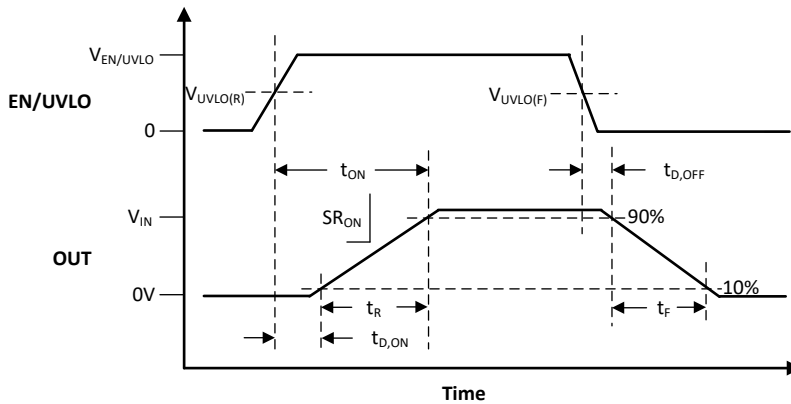 V_EN/UVLO
EN/UVLO
V_UVLO(R)
V_UVLO(F)
0
t_ON
t_D,OFF
SR_ON
V_IN
90%
OUT
0V
10%
t_R
t_F
t_D,ON
Time